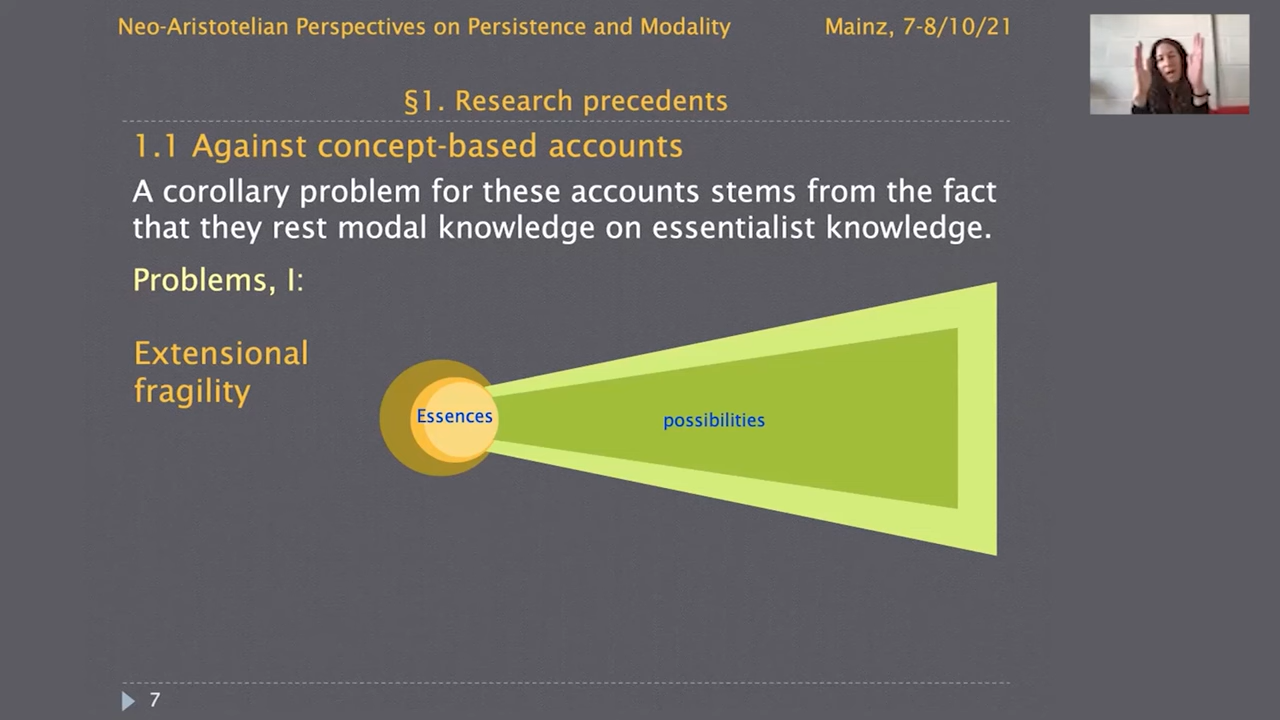 Neo-Aristotelian Perspectives on Persistence and Modality Mainz, 7-8/10/21
§1. Research precedents
1.1 Against concept-based accounts
A corollary problem for these accounts stems from the fact
that they rest modal knowledge on essentialist knowledge.
Problems, I:
Extensional
fragility
Essences
possibilities
7